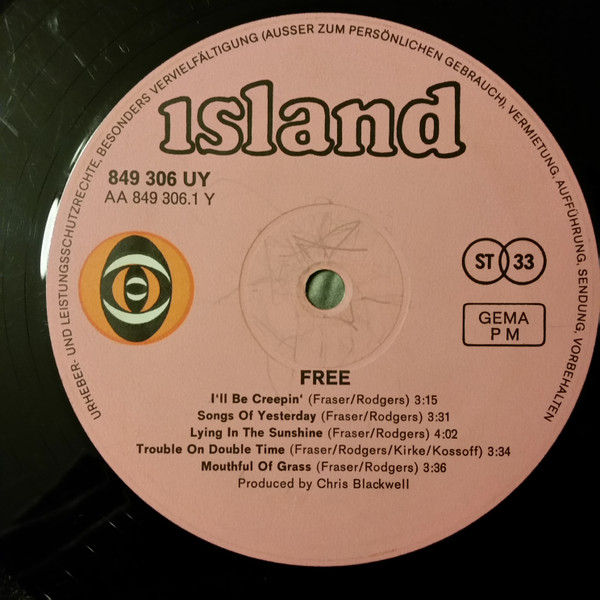 URHEBER- UND LEISTUNGSSCHUTZRECHTE, BESONDERS VERVIELFÄLTIGUNG (AUSSER ZUM PERSÖNLICHEN GEBRAUCH), VERMIETUNG, AUFFÜHRUNG, SENDUNG, VORBEHALTEN
ısland
849 306 UY
AA 849 306.1 Y
ST 33
GEMA
P M
FREE
I'll Be Creepin' (Fraser/Rodgers) 3:15
Songs Of Yesterday (Fraser/Rodgers) 3:31
Lying In The Sunshine (Fraser/Rodgers) 4:02
Trouble On Double Time (Fraser/Rodgers/Kirke/Kossoff) 3:34
Mouthful Of Grass (Fraser/Rodgers) 3:36
Produced by Chris Blackwell